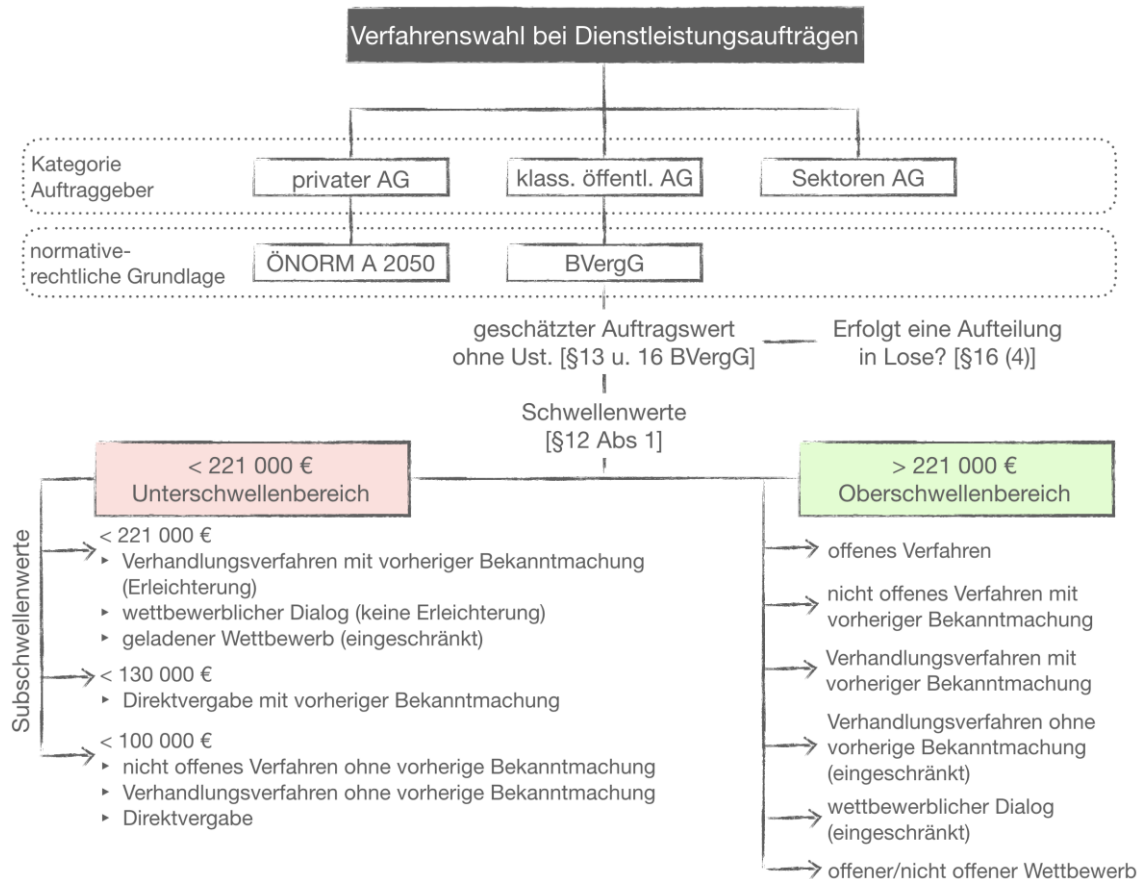 Verfahrenswahl bei Dienstleistungsaufträgen
Kategorie
Auftraggeber
privater AG
klass. öffentl. AG
Sektoren AG
normative-
rechtliche Grundlage
ÖNORM A 2050
BVergG
geschätzter Auftragswert
ohne Ust. [§13 u. 16 BVergG]
Erfolgt eine Aufteilung
in Lose? [§16 (4)]
Schwellenwerte
[§12 Abs 1]
< 221 000 €
Unterschwellenbereich
> 221 000 €
Oberschwellenbereich
Subschwellenwerte
< 221 000 €
‣ Verhandlungsverfahren mit vorheriger Bekanntmachung
(Erleichterung)
‣ wettbewerblicher Dialog (keine Erleichterung)
‣ geladener Wettbewerb (eingeschränkt)
< 130 000 €
‣ Direktvergabe mit vorheriger Bekanntmachung
< 100 000 €
‣ nicht offenes Verfahren ohne vorherige Bekanntmachung
‣ Verhandlungsverfahren ohne vorherige Bekanntmachung
‣ Direktvergabe
offenes Verfahren
nicht offenes Verfahren mit
vorheriger Bekanntmachung
Verhandlungsverfahren mit
vorheriger Bekanntmachung
Verhandlungsverfahren ohne
vorherige Bekanntmachung
(eingeschränkt)
wettbewerblicher Dialog
(eingeschränkt)
offener/nicht offener Wettbewerb